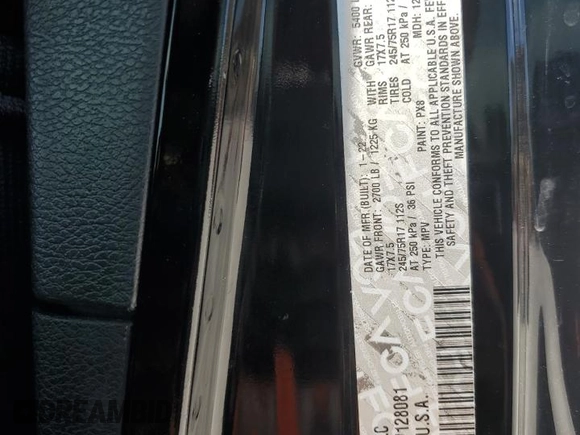 DATE OF MFR (BUILT): 1-22 GVWR: 5400
GAWR FRONT: 2700 LB / 1225 KG WITH GAWR REAR:
17X7.5 RIMS 17X7.5
245/75R17 112S TIRES 245/75R17 112
AT 250 kPa / 36 PSI COLD AT 250 kPa /
TYPE: MPV PAINT: PX8 MDH: 12
THIS VEHICLE CONFORMS TO ALL APPLICABLE U.S.A. FE
SAFETY AND THEFT PREVENTION STANDARDS IN EFF
MANUFACTURE SHOWN ABOVE.
128081
U.S.A.
DREAMBID